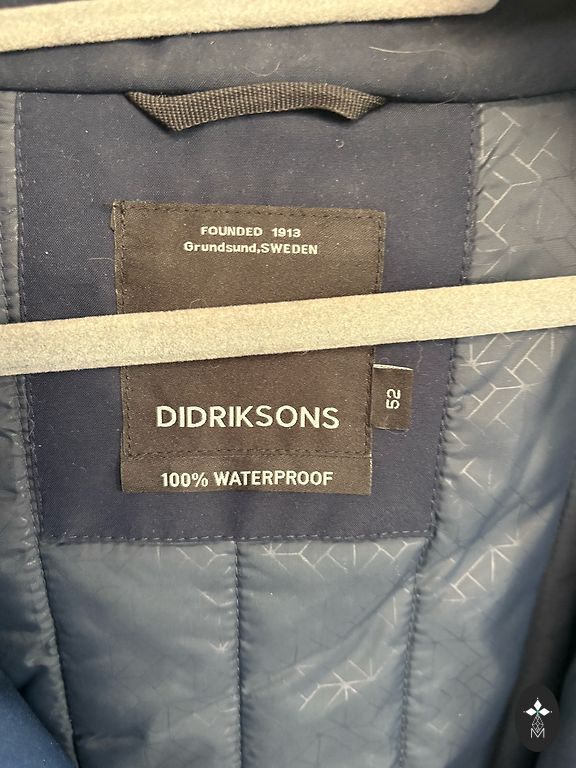 FOUNDED 1913
Grundsund,SWEDEN
DIDRIKSONS
52
100% WATERPROOF